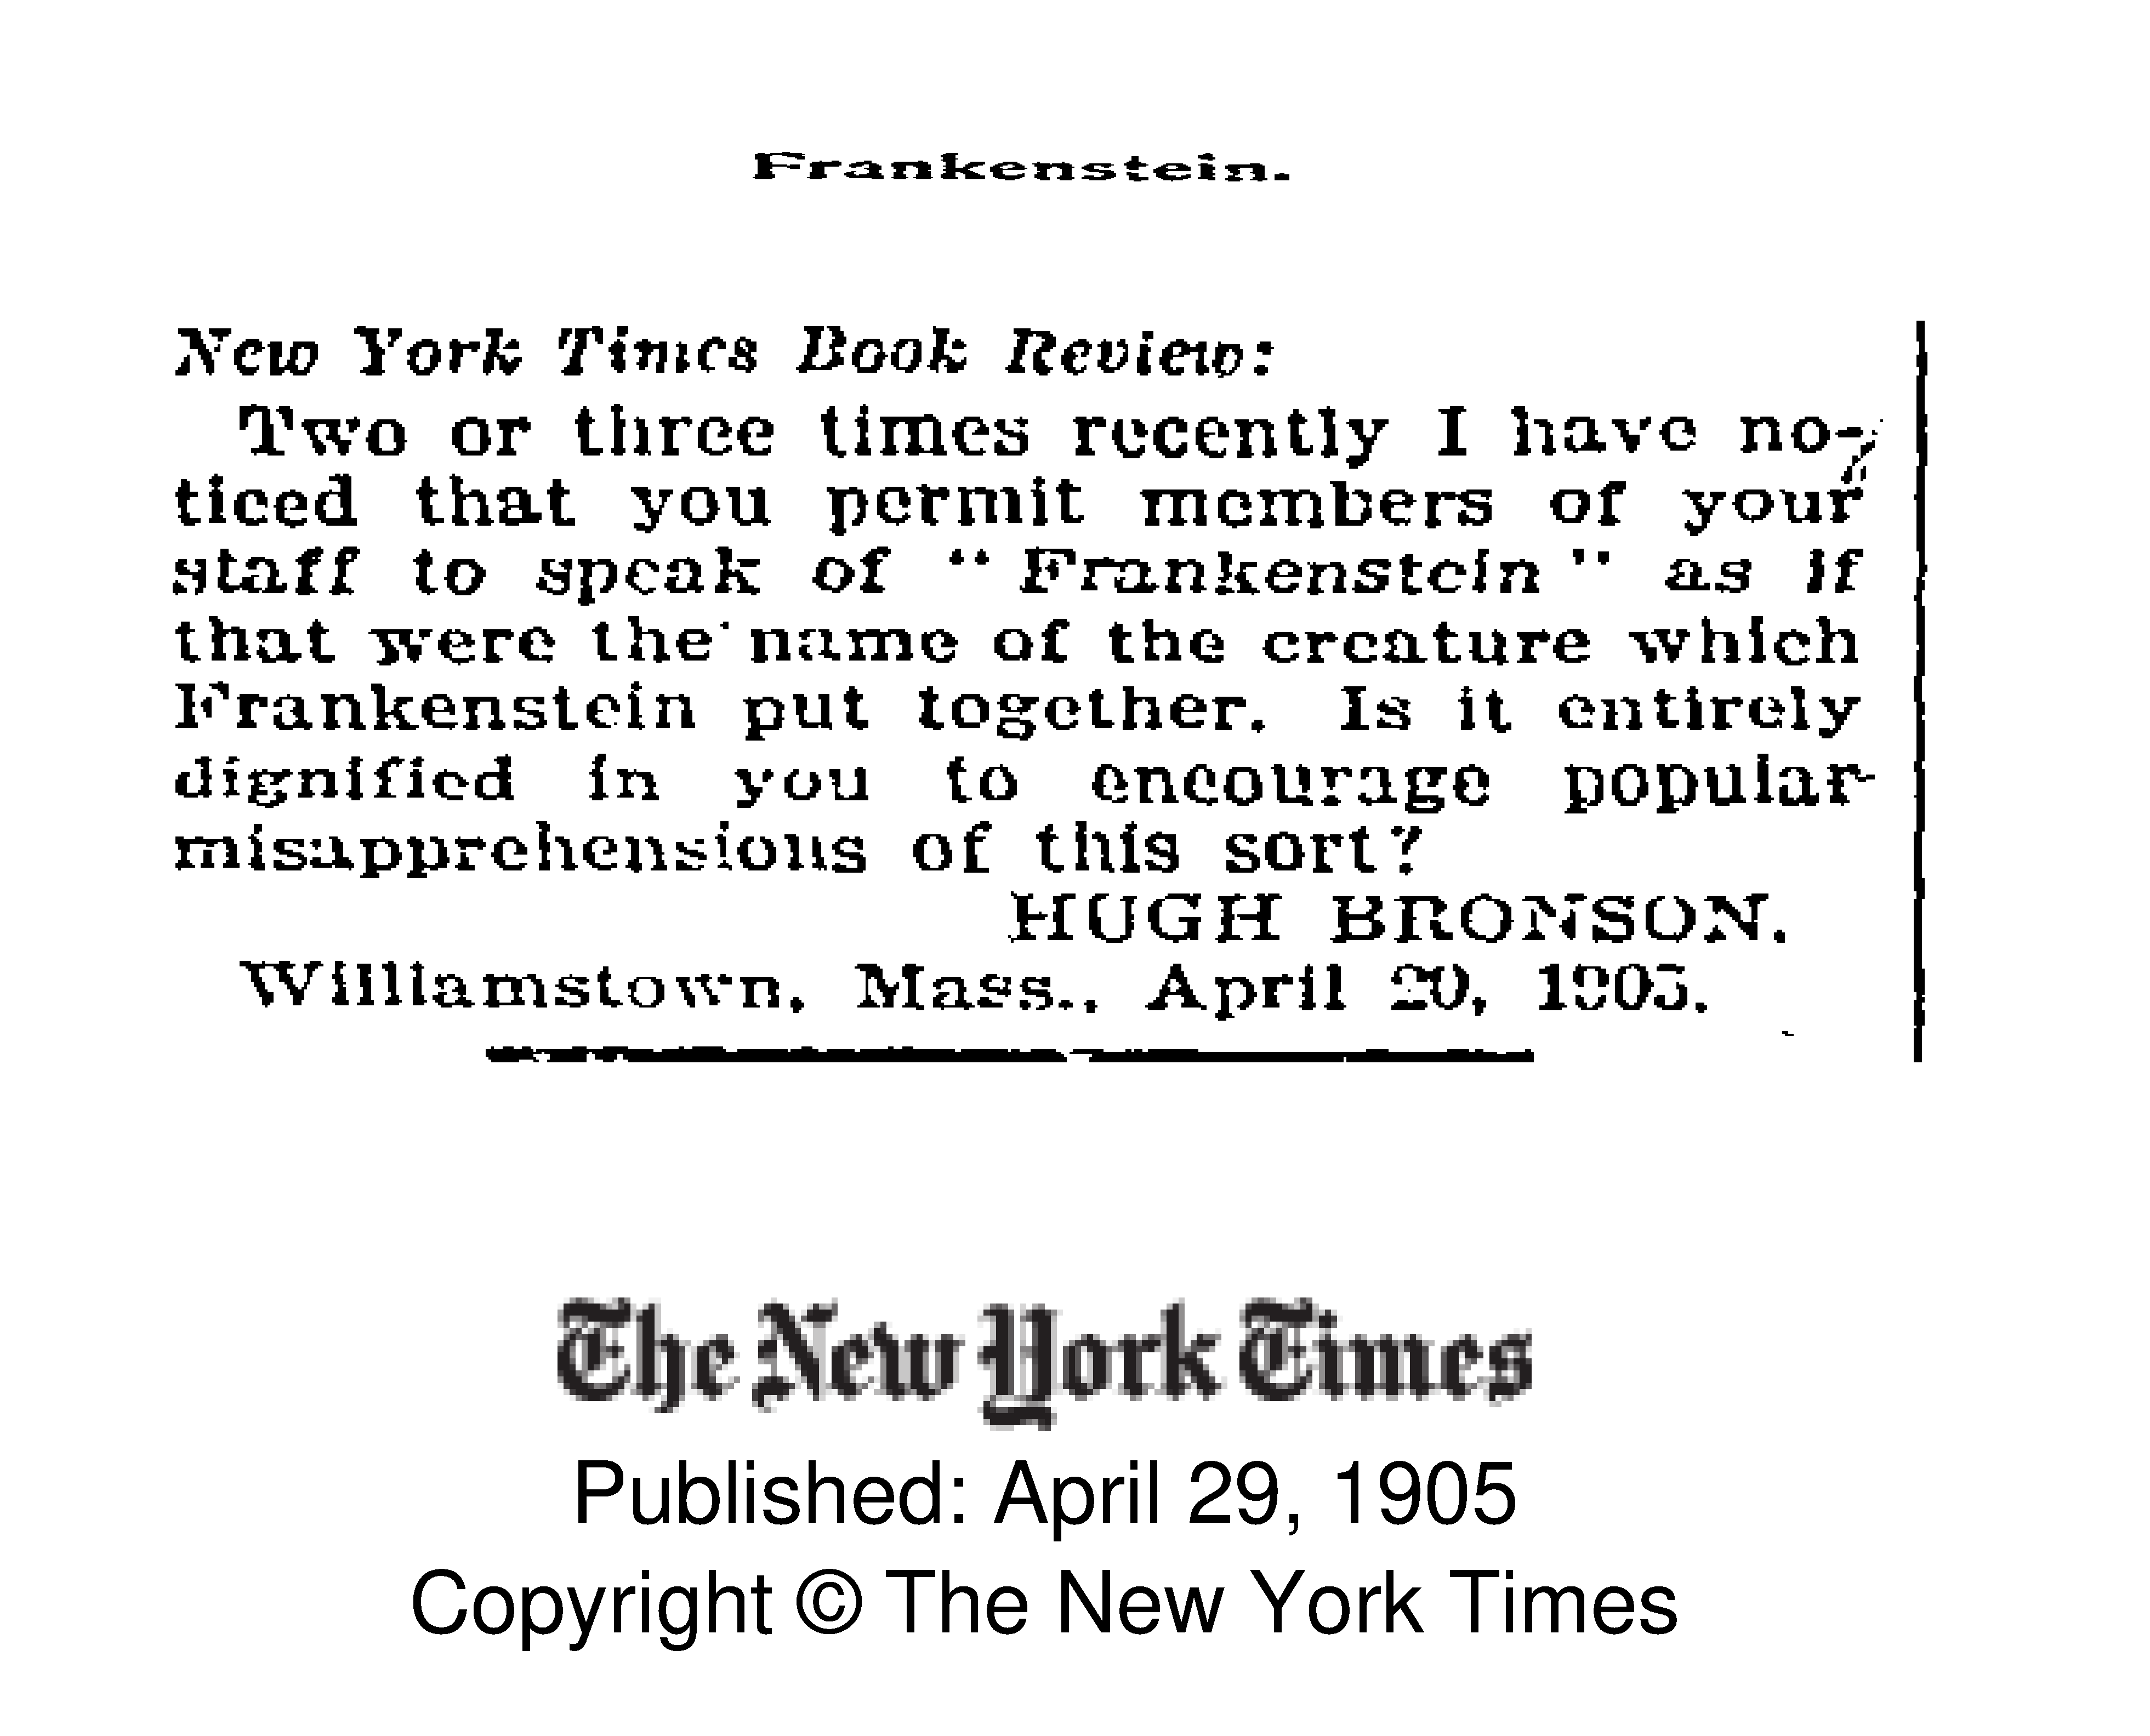 Frankenstein.
New York Times Book Review:
Two or three times recently I have no-
ticed that you permit members of your
staff to speak of "Frankenstein" as if
that were the name of the creature which
Frankenstein put together. Is it entirely
dignified in you to encourage popular
misapprehensions of this sort?
HUGH BRONSON.
Williamstown, Mass., April 20, 1905.
The New York Times
Published: April 29, 1905
Copyright © The New York Times